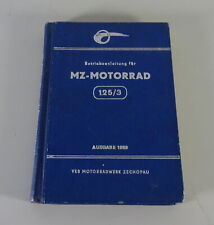 Betriebsanleitung für
MZ-MOTORRAD
125/3
AUSGABE 1959
VEB MOTORRADWERK ZSCHOPAU